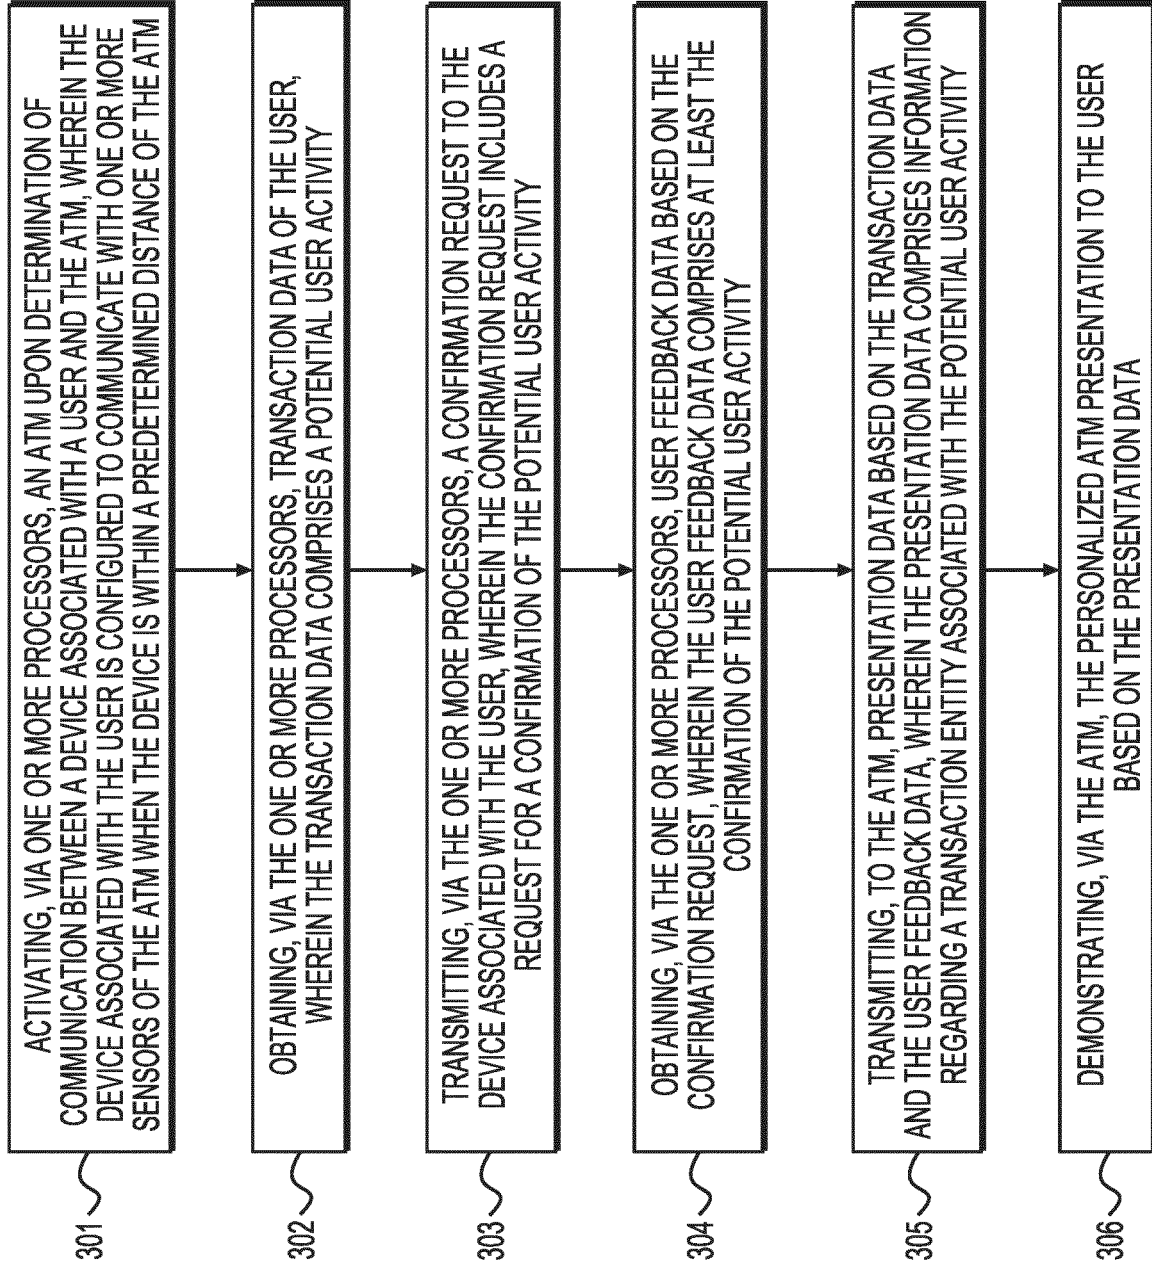 301
ACTIVATING, VIA ONE OR MORE PROCESSORS, AN ATM UPON DETERMINATION OF
COMMUNICATION BETWEEN A DEVICE ASSOCIATED WITH A USER AND THE ATM, WHEREIN THE
DEVICE ASSOCIATED WITH THE USER IS CONFIGURED TO COMMUNICATE WITH ONE OR MORE
SENSORS OF THE ATM WHEN THE DEVICE IS WITHIN A PREDETERMINED DISTANCE OF THE ATM
302
OBTAINING, VIA THE ONE OR MORE PROCESSORS, TRANSACTION DATA OF THE USER,
WHEREIN THE TRANSACTION DATA COMPRISES A POTENTIAL USER ACTIVITY
303
TRANSMITTING, VIA THE ONE OR MORE PROCESSORS, A CONFIRMATION REQUEST TO THE
DEVICE ASSOCIATED WITH THE USER, WHEREIN THE CONFIRMATION REQUEST INCLUDES A
REQUEST FOR A CONFIRMATION OF THE POTENTIAL USER ACTIVITY
304
OBTAINING, VIA THE ONE OR MORE PROCESSORS, USER FEEDBACK DATA BASED ON THE
CONFIRMATION REQUEST, WHEREIN THE USER FEEDBACK DATA COMPRISES AT LEAST THE
CONFIRMATION OF THE POTENTIAL USER ACTIVITY
305
TRANSMITTING, TO THE ATM, PRESENTATION DATA BASED ON THE TRANSACTION DATA
AND THE USER FEEDBACK DATA, WHEREIN THE PRESENTATION DATA COMPRISES INFORMATION
REGARDING A TRANSACTION ENTITY ASSOCIATED WITH THE POTENTIAL USER ACTIVITY
306
DEMONSTRATING, VIA THE ATM, THE PERSONALIZED ATM PRESENTATION TO THE USER
BASED ON THE PRESENTATION DATA